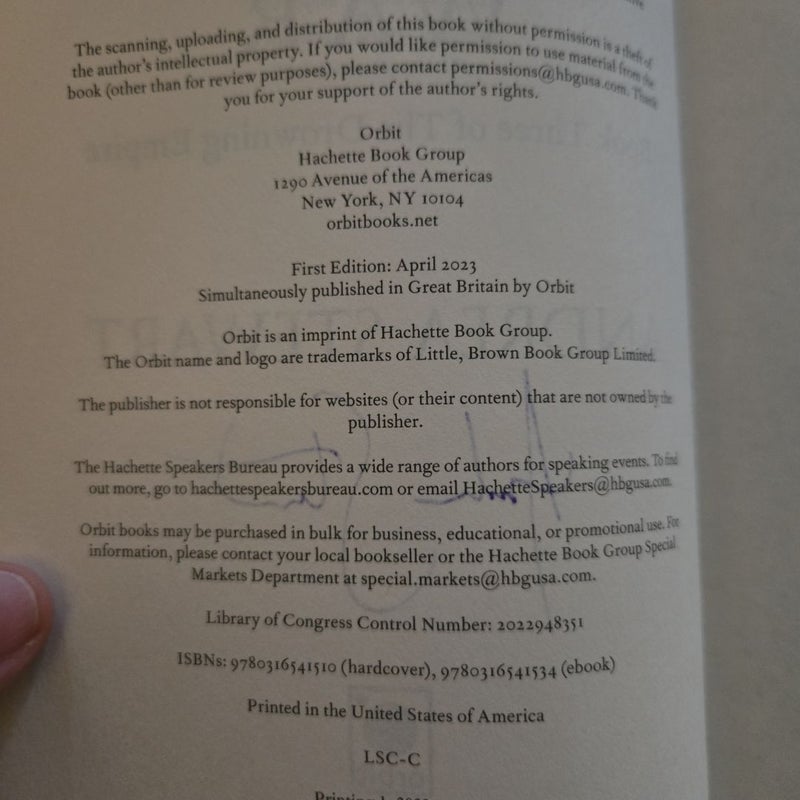 The scanning, uploading, and distribution of this book without permission is a theft of
the author's intellectual property. If you would like permission to use material from the
book (other than for review purposes), please contact permissions@hbgusa.com. Thank
you for your support of the author's rights.
Orbit
Hachette Book Group
1290 Avenue of the Americas
New York, NY 10104
orbitbooks.net
First Edition: April 2023
Simultaneously published in Great Britain by Orbit
Orbit is an imprint of Hachette Book Group.
The Orbit name and logo are trademarks of Little, Brown Book Group Limited.
The publisher is not responsible for websites (or their content) that are not owned by the
publisher.
The Hachette Speakers Bureau provides a wide range of authors for speaking events. To find
out more, go to hachettespeakersbureau.com or email HachetteSpeakers@hbgusa.com.
Orbit books may be purchased in bulk for business, educational, or promotional use. For
information, please contact your local bookseller or the Hachette Book Group Special
Markets Department at special.markets@hbgusa.com.
Library of Congress Control Number: 2022948351
ISBNs: 9780316541510 (hardcover), 9780316541534 (ebook)
Printed in the United States of America
LSC-C